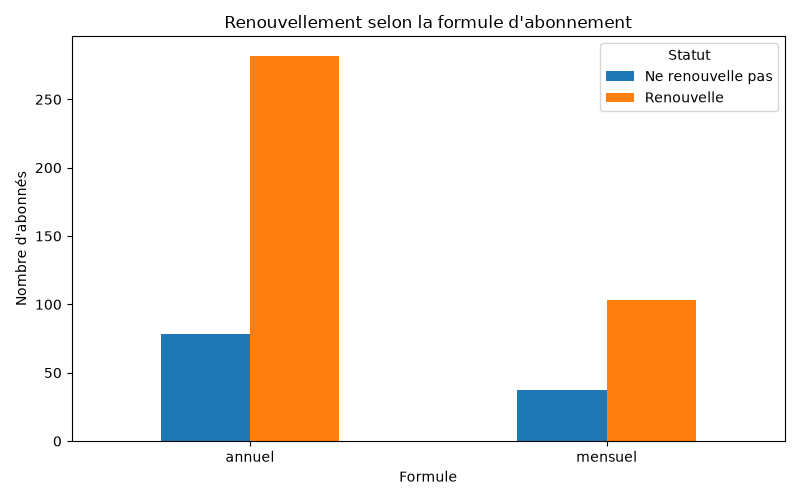 Renouvellement selon la formule d'abonnement
Statut
Ne renouvelle pas
Renouvelle
250
200
150
100
50
0
Nombre d'abonnés
annuel
mensuel
Formule